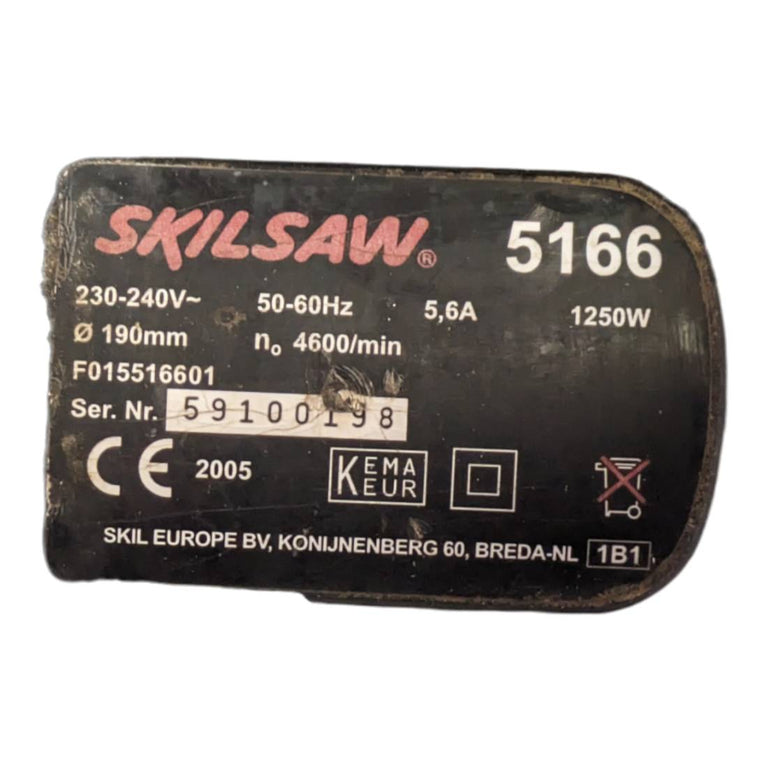 SKILSAW® 5166
230-240V~ 50-60Hz 5,6A 1250W
Ø 190mm n₀ 4600/min
F015516601
Ser. Nr. 59100198
CE 2005 KEMA KEUR
SKIL EUROPE BV, KONIJNENBERG 60, BREDA-NL 1B1